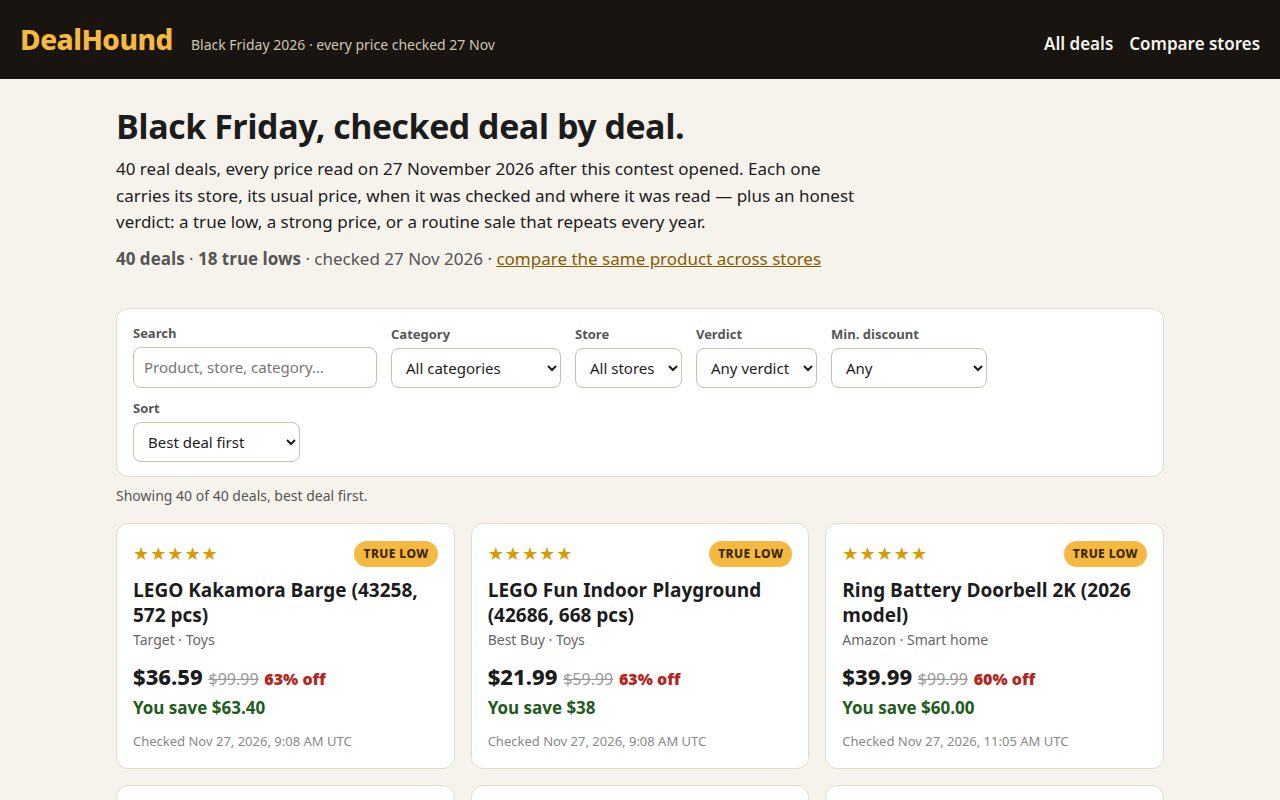 DealHound Black Friday 2026 · every price checked 27 Nov All deals Compare stores
Black Friday, checked deal by deal.
40 real deals, every price read on 27 November 2026 after this contest opened. Each one
carries its store, its usual price, when it was checked and where it was read — plus an honest
verdict: a true low, a strong price, or a routine sale that repeats every year.
40 deals · 18 true lows · checked 27 Nov 2026 · compare the same product across stores
Search Category Store Verdict Min. discount
Product, store, category... All categories All stores Any verdict Any
Sort
Best deal first
Showing 40 of 40 deals, best deal first.
★★★★★ TRUE LOW
LEGO Kakamora Barge (43258,
572 pcs)
Target · Toys
$36.59 $99.99 63% off
You save $63.40
Checked Nov 27, 2026, 9:08 AM UTC
★★★★★ TRUE LOW
LEGO Fun Indoor Playground
(42686, 668 pcs)
Best Buy · Toys
$21.99 $59.99 63% off
You save $38
Checked Nov 27, 2026, 9:08 AM UTC
★★★★★ TRUE LOW
Ring Battery Doorbell 2K (2026
model)
Amazon · Smart home
$39.99 $99.99 60% off
You save $60.00
Checked Nov 27, 2026, 11:05 AM UTC